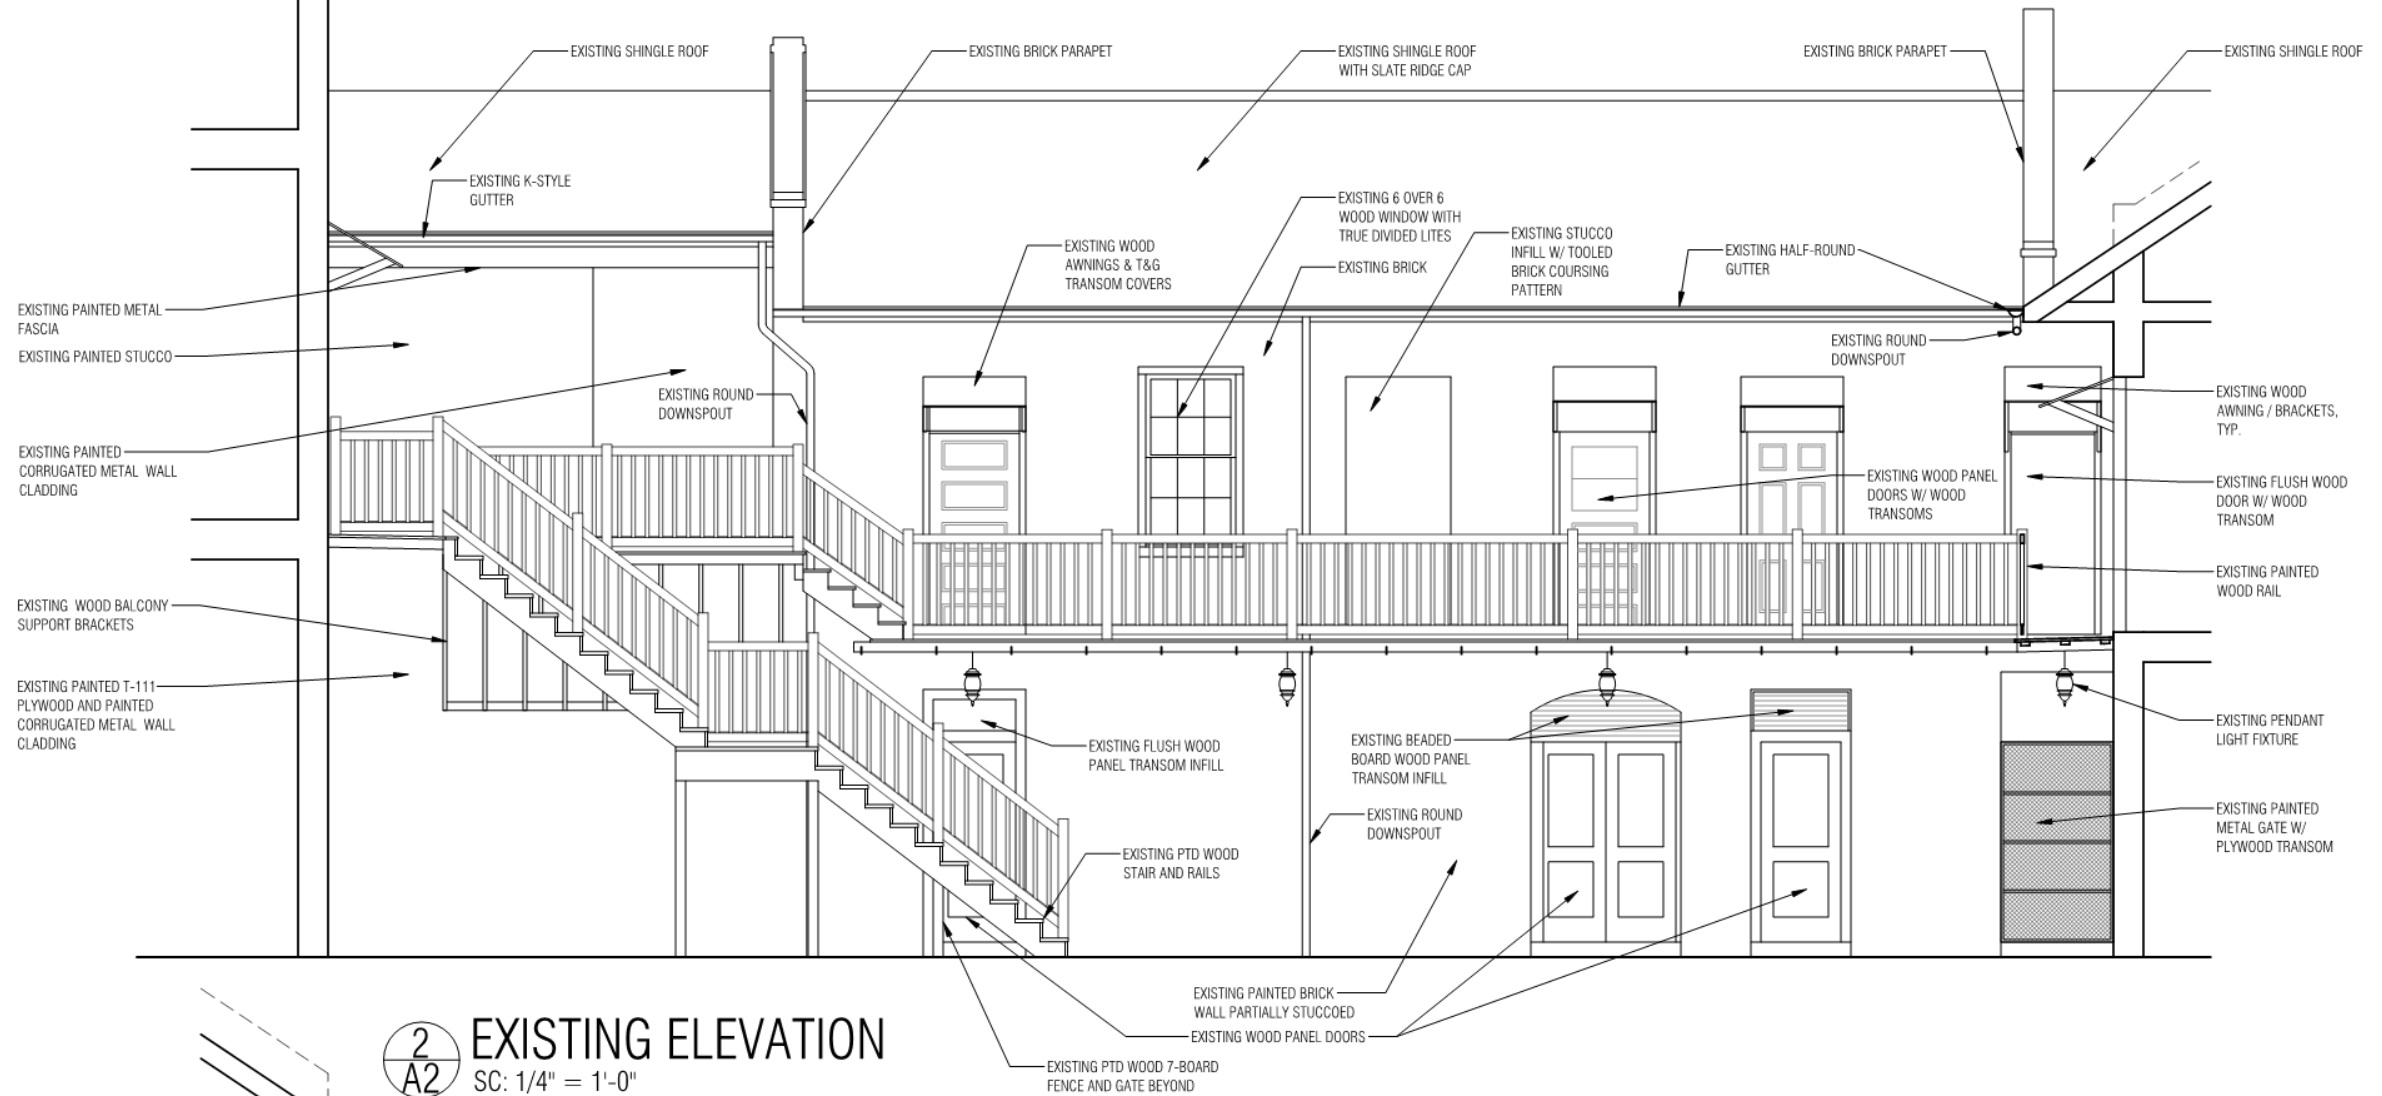 EXISTING SHINGLE ROOF
EXISTING BRICK PARAPET
EXISTING SHINGLE ROOF
WITH SLATE RIDGE CAP
EXISTING BRICK PARAPET
EXISTING SHINGLE ROOF
EXISTING K-STYLE
GUTTER
EXISTING 6 OVER 6
WOOD WINDOW WITH
TRUE DIVIDED LITES
EXISTING WOOD
AWNINGS & T&G
TRANSOM COVERS
EXISTING BRICK
EXISTING STUCCO
INFILL W/ TOOLED
BRICK COURSING
PATTERN
EXISTING HALF-ROUND
GUTTER
EXISTING PAINTED METAL
FASCIA
EXISTING PAINTED STUCCO
EXISTING ROUND
DOWNSPOUT
EXISTING ROUND
DOWNSPOUT
EXISTING WOOD
AWNING / BRACKETS,
TYP.
EXISTING PAINTED
CORRUGATED METAL WALL
CLADDING
EXISTING WOOD PANEL
DOORS W/ WOOD
TRANSOMS
EXISTING FLUSH WOOD
DOOR W/ WOOD
TRANSOM
EXISTING PAINTED
WOOD RAIL
EXISTING WOOD BALCONY
SUPPORT BRACKETS
EXISTING PAINTED T-111
PLYWOOD AND PAINTED
CORRUGATED METAL WALL
CLADDING
EXISTING FLUSH WOOD
PANEL TRANSOM INFILL
EXISTING BEADED
BOARD WOOD PANEL
TRANSOM INFILL
EXISTING PENDANT
LIGHT FIXTURE
EXISTING ROUND
DOWNSPOUT
EXISTING PAINTED
METAL GATE W/
PLYWOOD TRANSOM
EXISTING PTD WOOD
STAIR AND RAILS
EXISTING PAINTED BRICK
WALL PARTIALLY STUCCOED
EXISTING WOOD PANEL DOORS
EXISTING PTD WOOD 7-BOARD
FENCE AND GATE BEYOND
2
A2
EXISTING ELEVATION
SC: 1/4" = 1'-0"